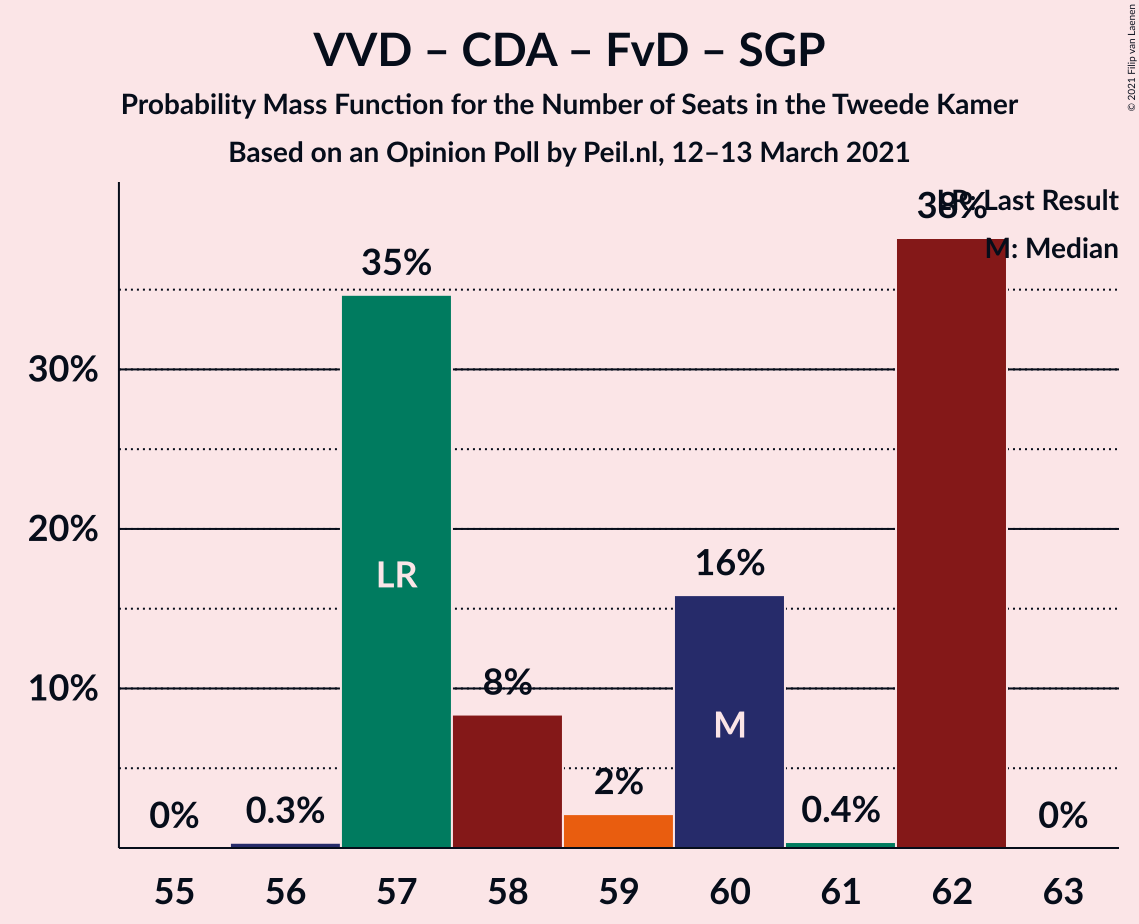 VVD – CDA – FvD – SGP
Probability Mass Function for the Number of Seats in the Tweede Kamer
Based on an Opinion Poll by Peil.nl, 12–13 March 2021
© 2021 Filip van Laenen
LR: Last Result
M: Median
38%
35%
30%
20%
16%
10%
8%
2%
0%
0.3%
0.4%
0%
LR
M
55 56 57 58 59 60 61 62 63